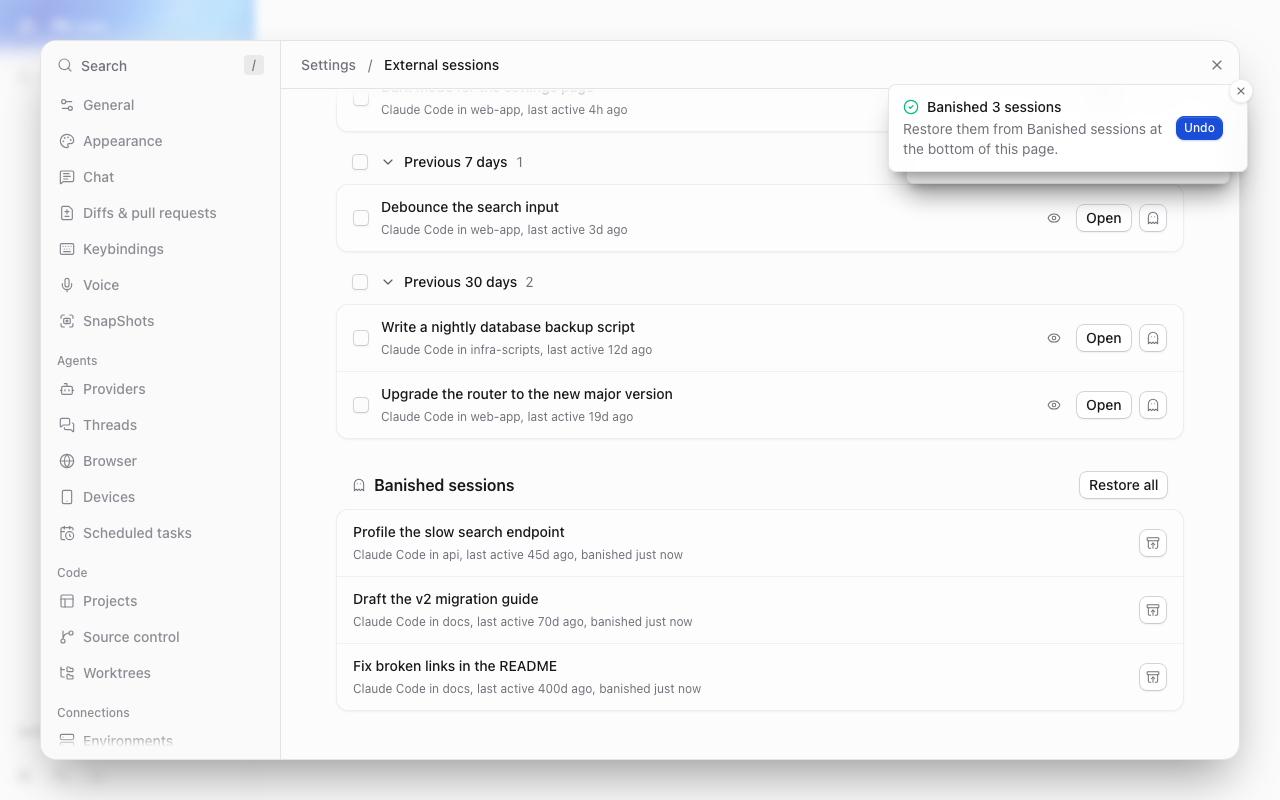 Search
/
General
Appearance
Chat
Diffs & pull requests
Keybindings
Voice
SnapShots
Agents
Providers
Threads
Browser
Devices
Scheduled tasks
Code
Projects
Source control
Worktrees
Connections
Environments
Settings / External sessions
Banished 3 sessions
Restore them from Banished sessions at
the bottom of this page.
Undo
Claude Code in web-app, last active 4h ago
Previous 7 days 1
Debounce the search input
Claude Code in web-app, last active 3d ago
Open
Previous 30 days 2
Write a nightly database backup script
Claude Code in infra-scripts, last active 12d ago
Open
Upgrade the router to the new major version
Claude Code in web-app, last active 19d ago
Open
Banished sessions
Restore all
Profile the slow search endpoint
Claude Code in api, last active 45d ago, banished just now
Draft the v2 migration guide
Claude Code in docs, last active 70d ago, banished just now
Fix broken links in the README
Claude Code in docs, last active 400d ago, banished just now